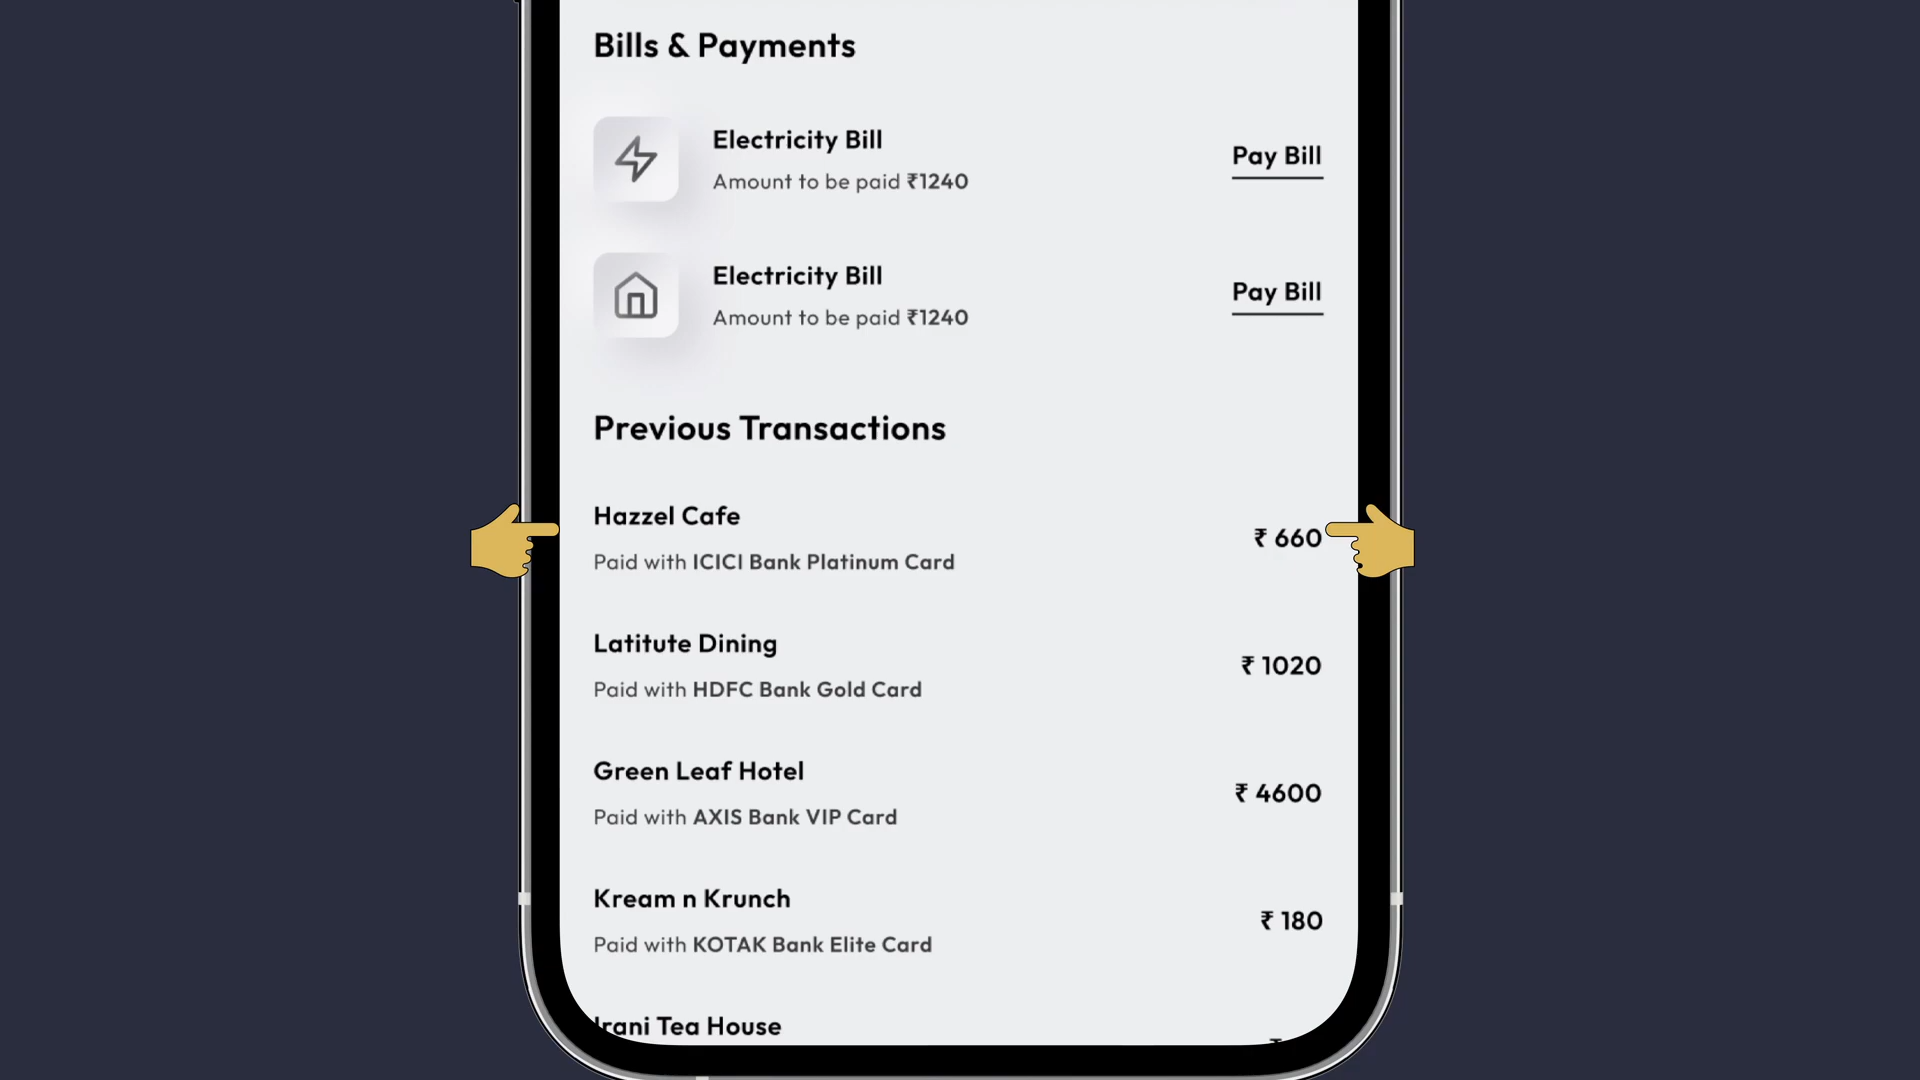 Bills & Payments
Electricity Bill
Amount to be paid ₹1240
Pay Bill
Electricity Bill
Amount to be paid ₹1240
Pay Bill
Previous Transactions
Hazzel Cafe
Paid with ICICI Bank Platinum Card
₹ 660
Latitute Dining
Paid with HDFC Bank Gold Card
₹ 1020
Green Leaf Hotel
Paid with AXIS Bank VIP Card
₹ 4600
Kream n Krunch
Paid with KOTAK Bank Elite Card
₹ 180
Irani Tea House